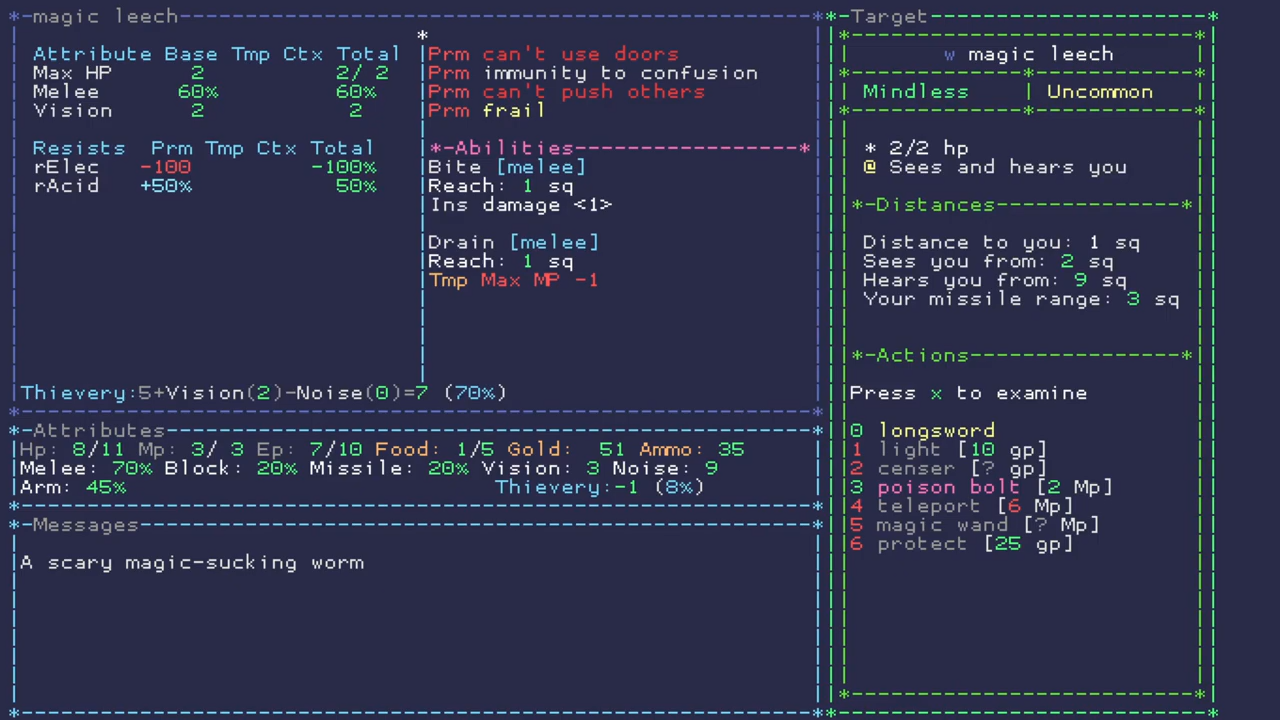 magic leech
Attribute Base Tmp Ctx Total
Max HP 2 2/ 2
Melee 60% 60%
Vision 2 2
Resists Prm Tmp Ctx Total
rElec -100 -100%
rAcid +50% 50%
Prm can't use doors
Prm immunity to confusion
Prm can't push others
Prm frail
Abilities
Bite [melee]
Reach: 1 sq
Ins damage <1>
Drain [melee]
Reach: 1 sq
Tmp Max MP -1
Thievery:5+Vision(2)-Noise(0)=7 (70%)
Attributes
Hp: 8/11 Mp: 3/ 3 Ep: 7/10 Food: 1/5 Gold: 51 Ammo: 35
Melee: 70% Block: 20% Missile: 20% Vision: 3 Noise: 9
Arm: 45% Thievery:-1 (8%)
Messages
A scary magic-sucking worm
Target
w magic leech
Mindless | Uncommon
* 2/2 hp
@ Sees and hears you
Distances
Distance to you: 1 sq
Sees you from: 2 sq
Hears you from: 9 sq
Your missile range: 3 sq
Actions
Press x to examine
0 longsword
1 light [10 gp]
2 censer [? gp]
3 poison bolt [2 Mp]
4 teleport [6 Mp]
5 magic wand [? Mp]
6 protect [25 gp]